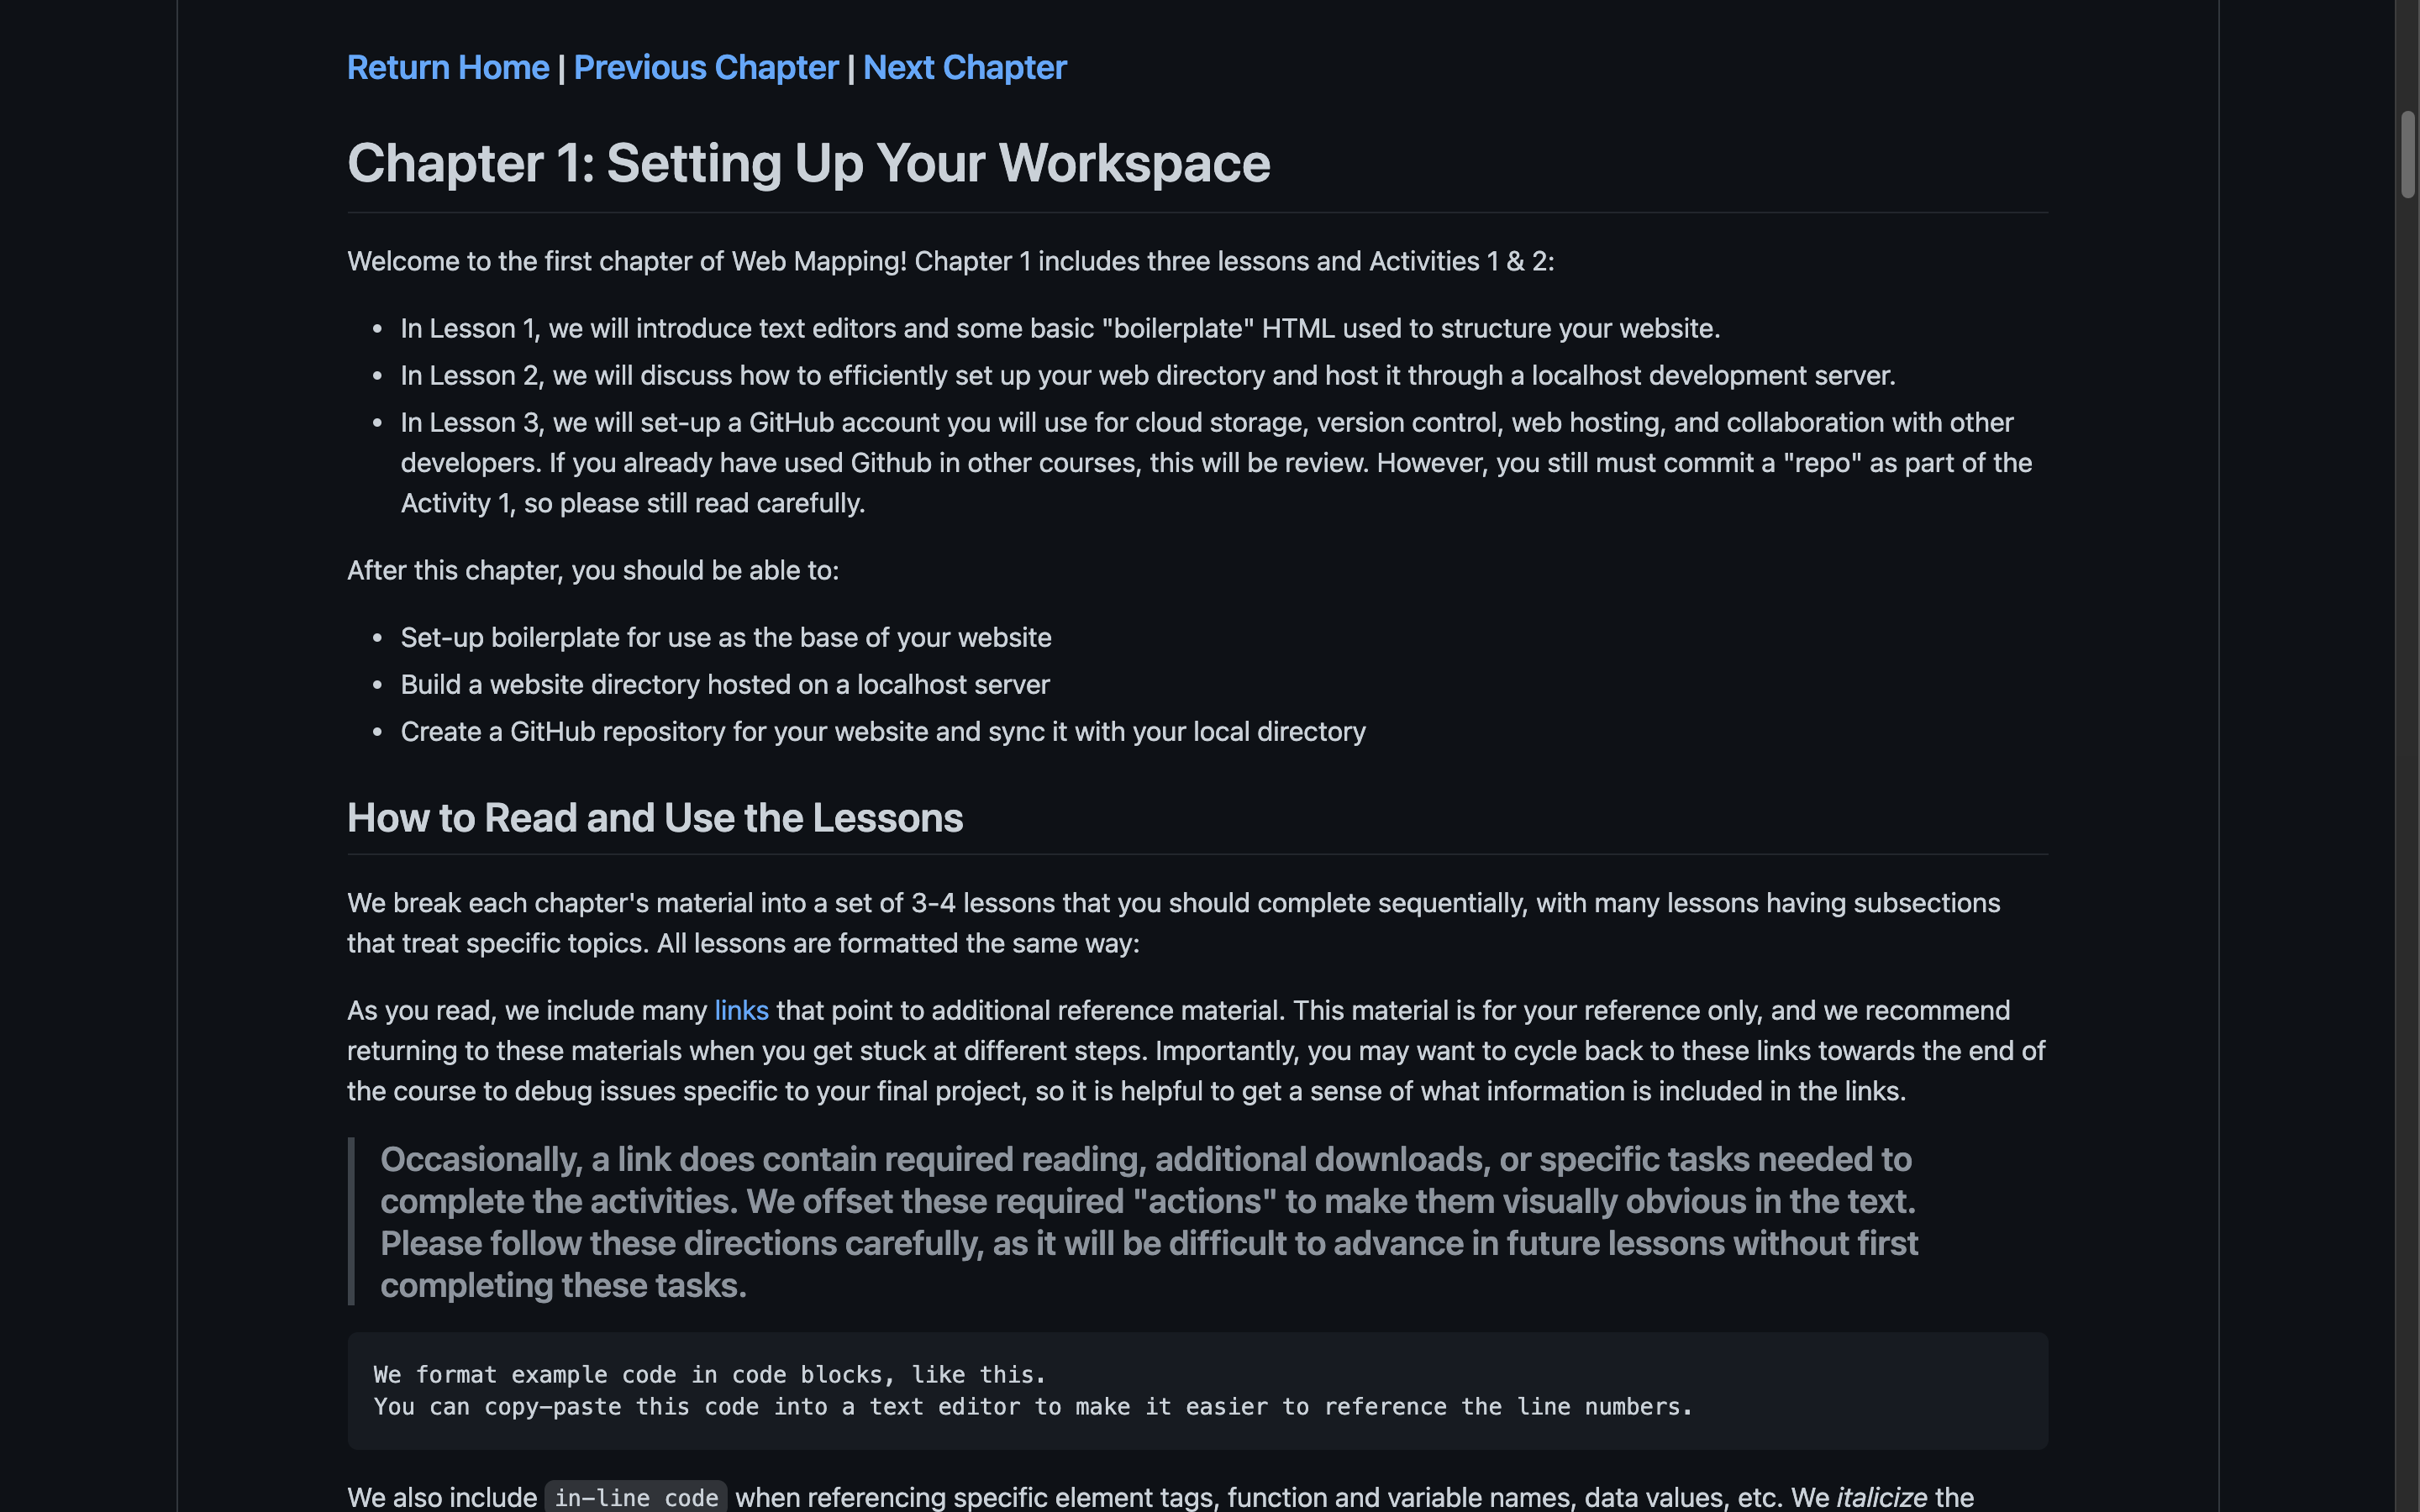 Return Home | Previous Chapter | Next Chapter
Chapter 1: Setting Up Your Workspace
Welcome to the first chapter of Web Mapping! Chapter 1 includes three lessons and Activities 1 & 2:
• In Lesson 1, we will introduce text editors and some basic "boilerplate" HTML used to structure your website.
• In Lesson 2, we will discuss how to efficiently set up your web directory and host it through a localhost development server.
• In Lesson 3, we will set-up a GitHub account you will use for cloud storage, version control, web hosting, and collaboration with other
developers. If you already have used Github in other courses, this will be review. However, you still must commit a "repo" as part of the
Activity 1, so please still read carefully.
After this chapter, you should be able to:
• Set-up boilerplate for use as the base of your website
• Build a website directory hosted on a localhost server
• Create a GitHub repository for your website and sync it with your local directory
How to Read and Use the Lessons
We break each chapter's material into a set of 3-4 lessons that you should complete sequentially, with many lessons having subsections
that treat specific topics. All lessons are formatted the same way:
As you read, we include many links that point to additional reference material. This material is for your reference only, and we recommend
returning to these materials when you get stuck at different steps. Importantly, you may want to cycle back to these links towards the end of
the course to debug issues specific to your final project, so it is helpful to get a sense of what information is included in the links.
Occasionally, a link does contain required reading, additional downloads, or specific tasks needed to
complete the activities. We offset these required "actions" to make them visually obvious in the text.
Please follow these directions carefully, as it will be difficult to advance in future lessons without first
completing these tasks.
We format example code in code blocks, like this.
You can copy-paste this code into a text editor to make it easier to reference the line numbers.
We also include in-line code when referencing specific element tags, function and variable names, data values, etc. We italicize the